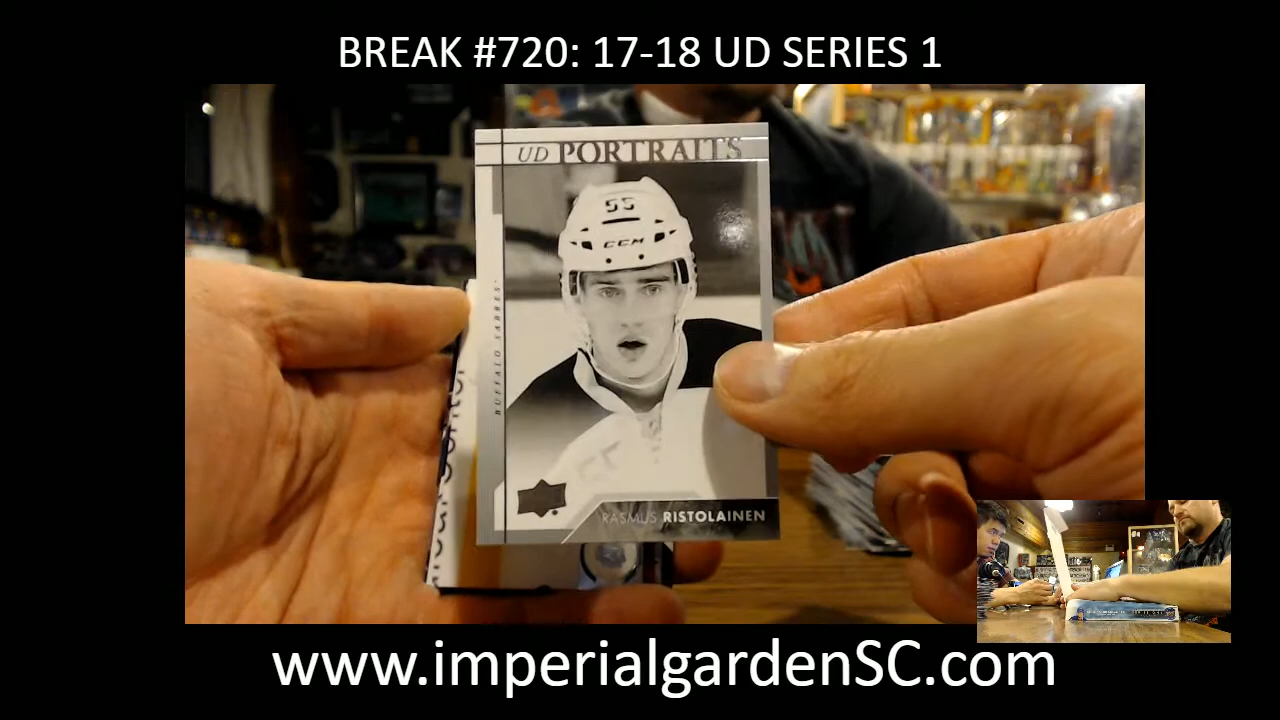 BREAK #720: 17-18 UD SERIES 1
UD PORTRAITS
55
CCM
BUFFALO SABRES
RASMUS RISTOLAINEN
www.imperialgardenSC.com